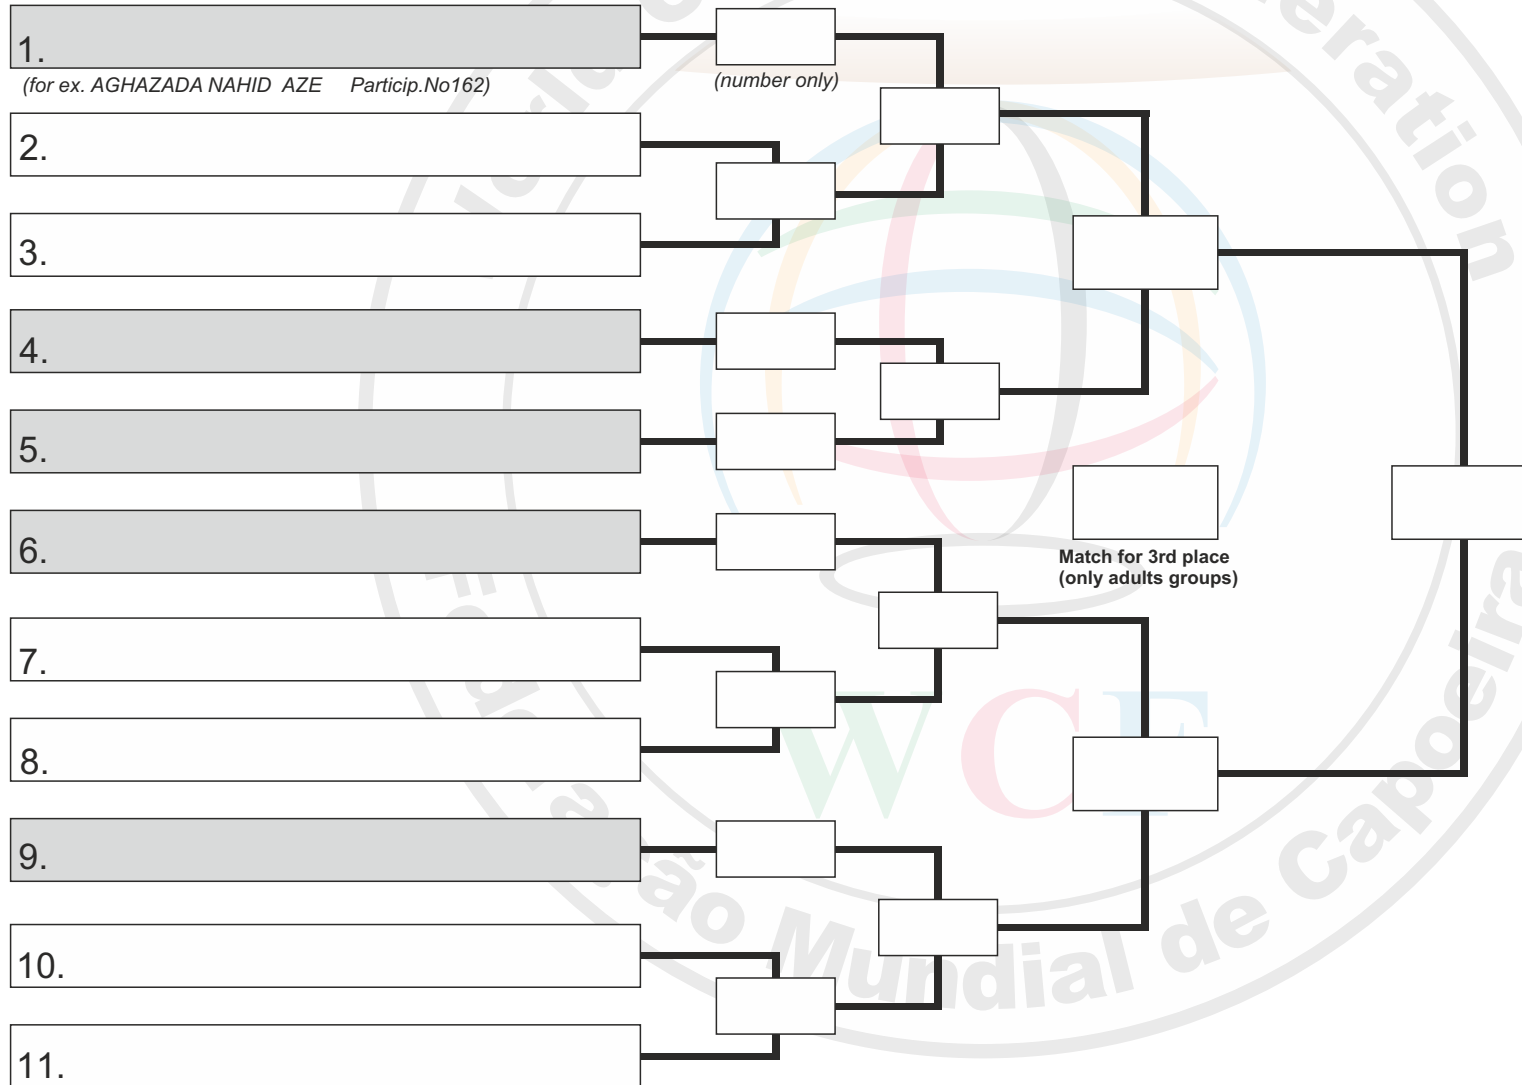 1.
(for ex. AGHAZADA NAHID AZE Particip.No162)
(number only)
2.
3.
4.
5.
6.
Match for 3rd place
(only adults groups)
7.
8.
9.
10.
11.
WCF
eration
Mundial de Capoeira